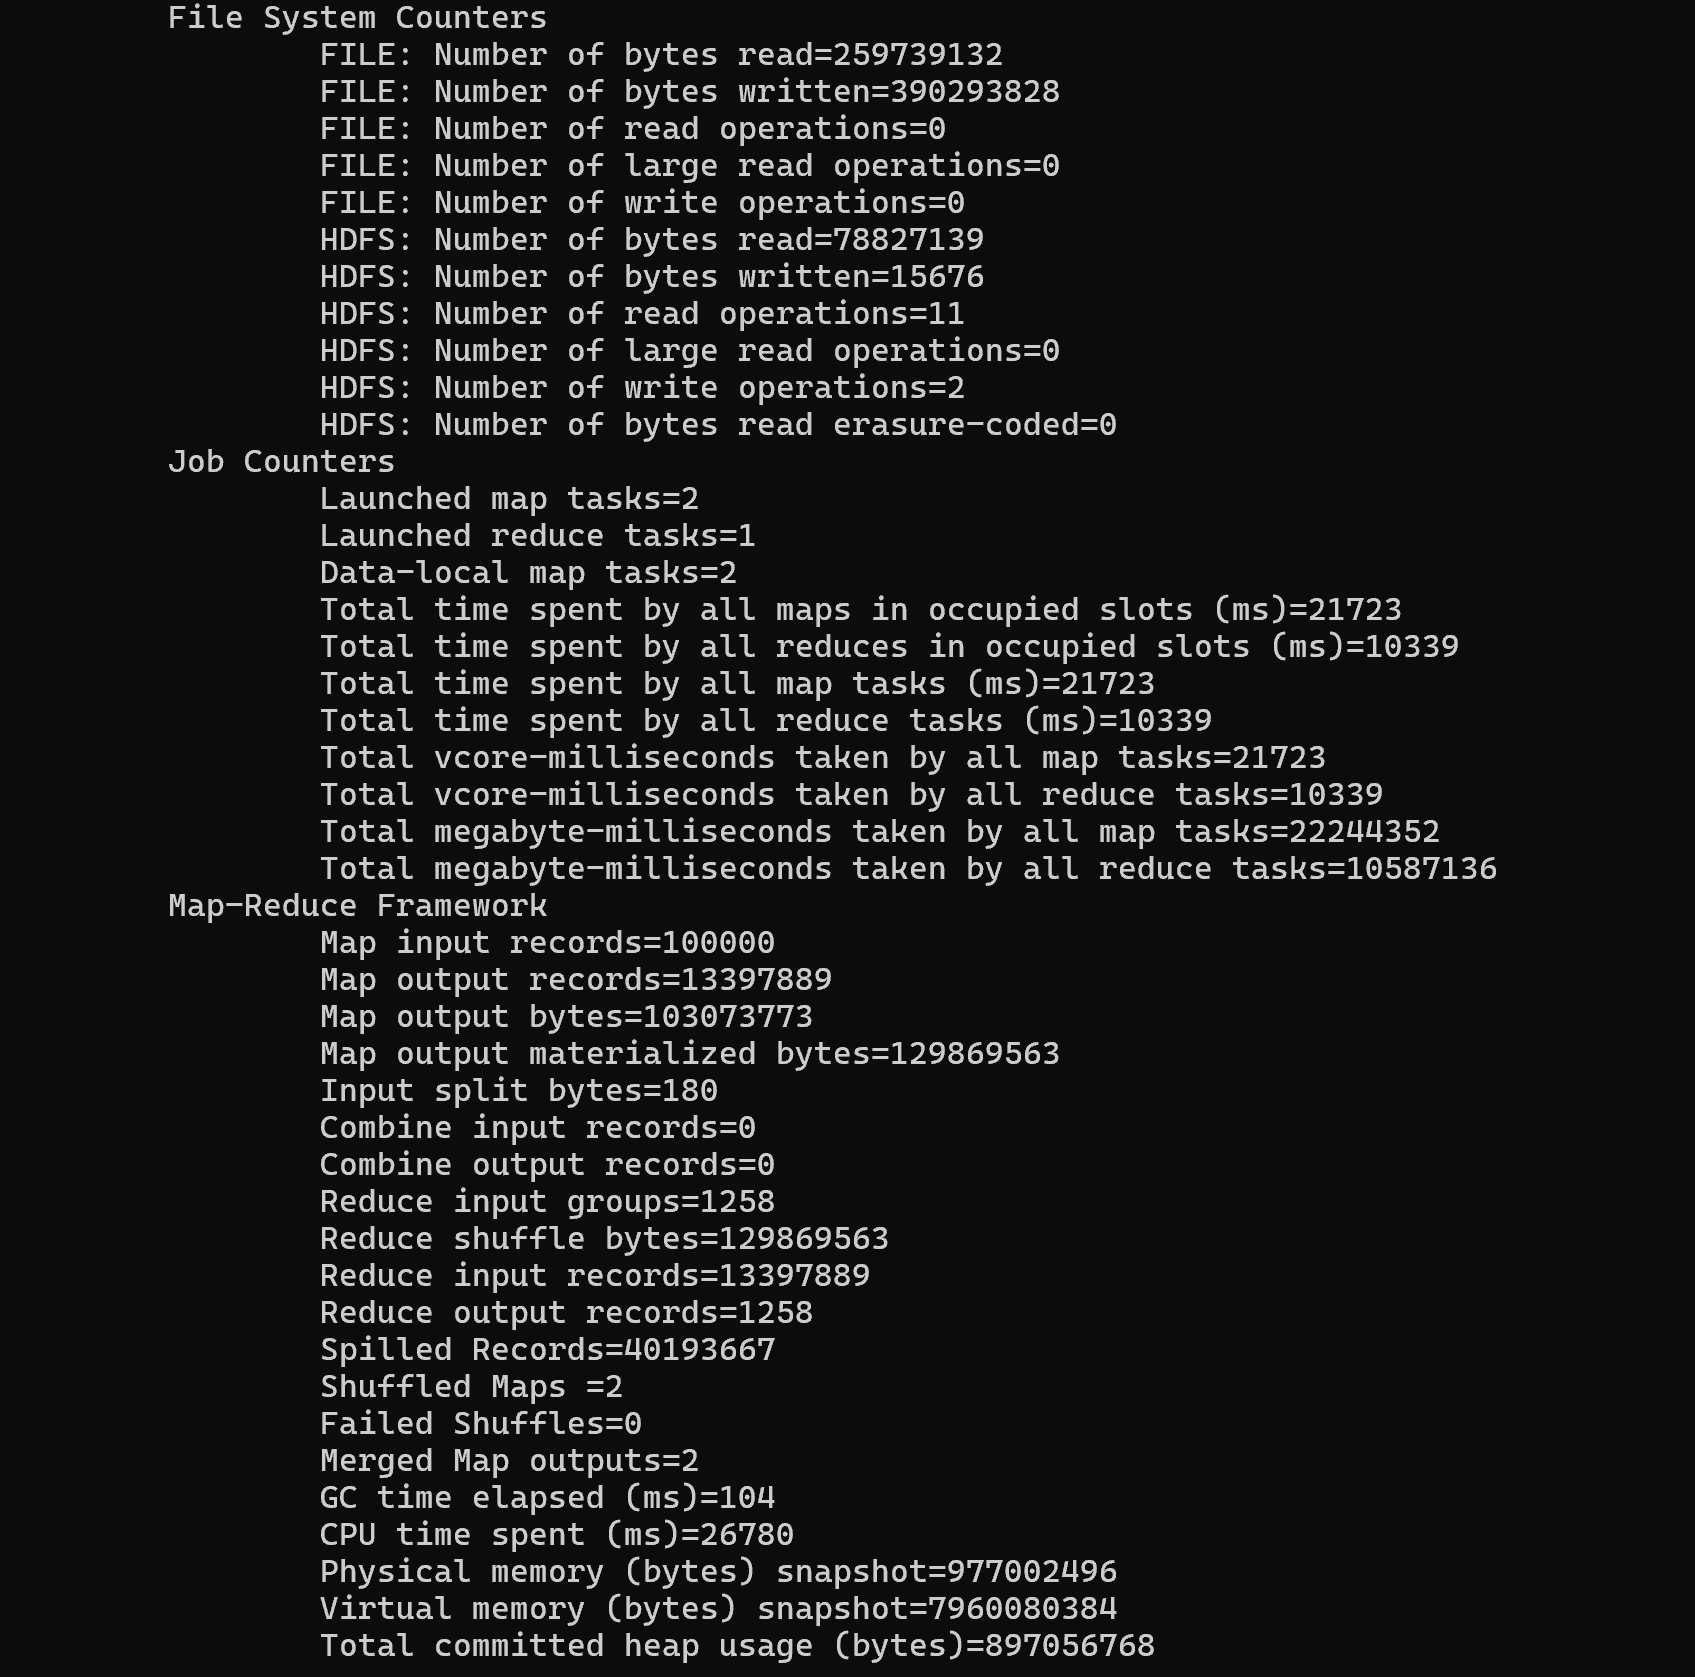 File System Counters
FILE: Number of bytes read=259739132
FILE: Number of bytes written=390293828
FILE: Number of read operations=0
FILE: Number of large read operations=0
FILE: Number of write operations=0
HDFS: Number of bytes read=78827139
HDFS: Number of bytes written=15676
HDFS: Number of read operations=11
HDFS: Number of large read operations=0
HDFS: Number of write operations=2
HDFS: Number of bytes read erasure-coded=0
Job Counters
Launched map tasks=2
Launched reduce tasks=1
Data-local map tasks=2
Total time spent by all maps in occupied slots (ms)=21723
Total time spent by all reduces in occupied slots (ms)=10339
Total time spent by all map tasks (ms)=21723
Total time spent by all reduce tasks (ms)=10339
Total vcore-milliseconds taken by all map tasks=21723
Total vcore-milliseconds taken by all reduce tasks=10339
Total megabyte-milliseconds taken by all map tasks=22244352
Total megabyte-milliseconds taken by all reduce tasks=10587136
Map-Reduce Framework
Map input records=100000
Map output records=13397889
Map output bytes=103073773
Map output materialized bytes=129869563
Input split bytes=180
Combine input records=0
Combine output records=0
Reduce input groups=1258
Reduce shuffle bytes=129869563
Reduce input records=13397889
Reduce output records=1258
Spilled Records=40193667
Shuffled Maps =2
Failed Shuffles=0
Merged Map outputs=2
GC time elapsed (ms)=104
CPU time spent (ms)=26780
Physical memory (bytes) snapshot=977002496
Virtual memory (bytes) snapshot=7960080384
Total committed heap usage (bytes)=897056768